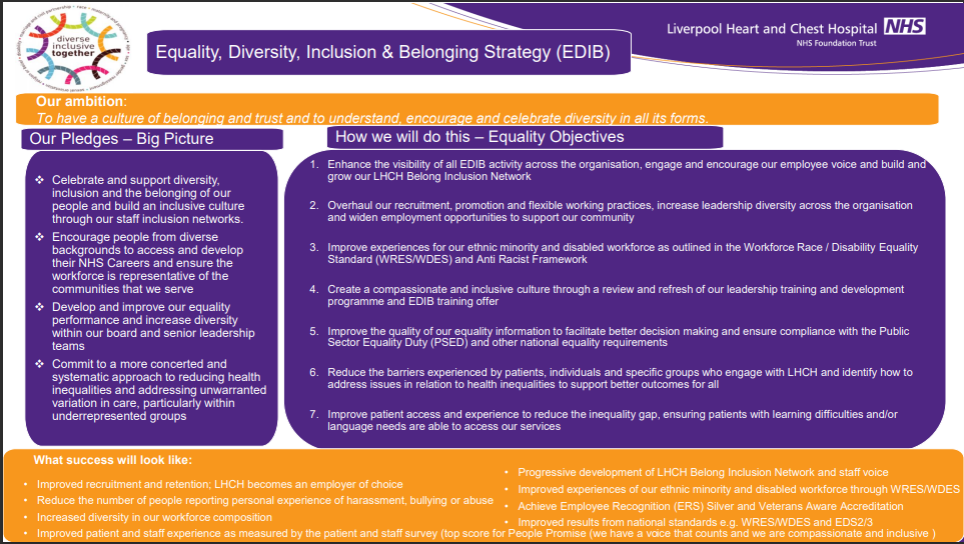 diverse
inclusive
together
Equality, Diversity, Inclusion & Belonging Strategy (EDIB)
Liverpool Heart and Chest Hospital NHS
NHS Foundation Trust
Our ambition:
To have a culture of belonging and trust and to understand, encourage and celebrate diversity in all its forms.
Our Pledges – Big Picture
❖ Celebrate and support diversity,
inclusion and the belonging of our
people and build an inclusive culture
through our staff inclusion networks.
❖ Encourage people from diverse
backgrounds to access and develop
their NHS Careers and ensure the
workforce is representative of the
communities that we serve
❖ Develop and improve our equality
performance and increase diversity
within our board and senior leadership
teams
❖ Commit to a more concerted and
systematic approach to reducing health
inequalities and addressing unwarranted
variation in care, particularly within
underrepresented groups
How we will do this – Equality Objectives
1. Enhance the visibility of all EDIB activity across the organisation, engage and encourage our employee voice and build and
grow our LHCH Belong Inclusion Network
2. Overhaul our recruitment, promotion and flexible working practices, increase leadership diversity across the organisation
and widen employment opportunities to support our community
3. Improve experiences for our ethnic minority and disabled workforce as outlined in the Workforce Race / Disability Equality
Standard (WRES/WDES) and Anti Racist Framework
4. Create a compassionate and inclusive culture through a review and refresh of our leadership training and development
programme and EDIB training offer
5. Improve the quality of our equality information to facilitate better decision making and ensure compliance with the Public
Sector Equality Duty (PSED) and other national equality requirements
6. Reduce the barriers experienced by patients, individuals and specific groups who engage with LHCH and identify how to
address issues in relation to health inequalities to support better outcomes for all
7. Improve patient access and experience to reduce the inequality gap, ensuring patients with learning difficulties and/or
language needs are able to access our services
What success will look like:
• Improved recruitment and retention; LHCH becomes an employer of choice
• Reduce the number of people reporting personal experience of harassment, bullying or abuse
• Increased diversity in our workforce composition
• Improved patient and staff experience as measured by the patient and staff survey (top score for People Promise (we have a voice that counts and we are compassionate and inclusive )
• Progressive development of LHCH Belong Inclusion Network and staff voice
• Improved experiences of our ethnic minority and disabled workforce through WRES/WDES
• Achieve Employee Recognition (ERS) Silver and Veterans Aware Accreditation
• Improved results from national standards e.g. WRES/WDES and EDS2/3